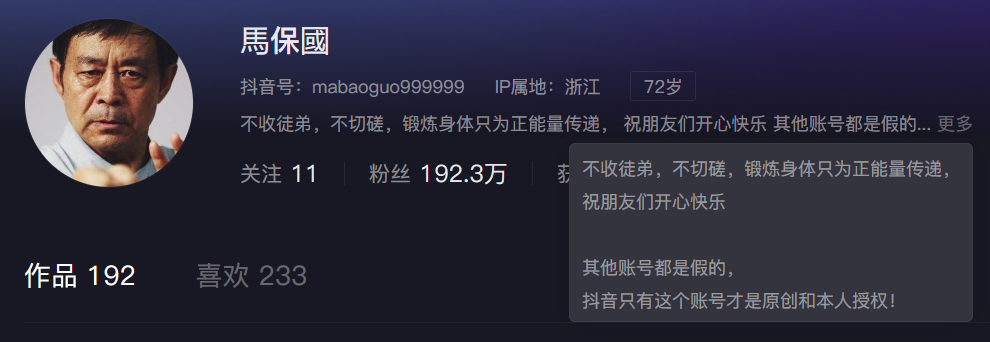 馬保國
抖音号：mabaoguo999999 IP属地：浙江 72岁
不收徒弟，不切磋，锻炼身体只为正能量传递， 祝朋友们开心快乐 其他账号都是假的... 更多
关注 11 粉丝 192.3万 获
不收徒弟，不切磋，锻炼身体只为正能量传递，
祝朋友们开心快乐
其他账号都是假的，
抖音只有这个账号才是原创和本人授权！
作品 192 喜欢 233